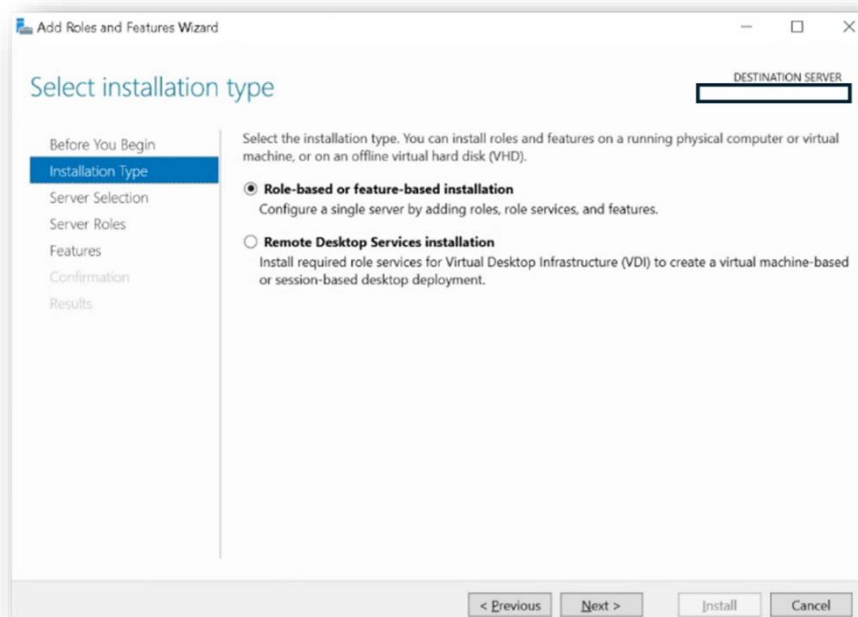 Add Roles and Features Wizard
Select installation type
DESTINATION SERVER
Before You Begin
Installation Type
Server Selection
Server Roles
Features
Confirmation
Results
Select the installation type. You can install roles and features on a running physical computer or virtual
machine, or on an offline virtual hard disk (VHD).
Role-based or feature-based installation
Configure a single server by adding roles, role services, and features.
Remote Desktop Services installation
Install required role services for Virtual Desktop Infrastructure (VDI) to create a virtual machine-based
or session-based desktop deployment.
< Previous Next > Install Cancel